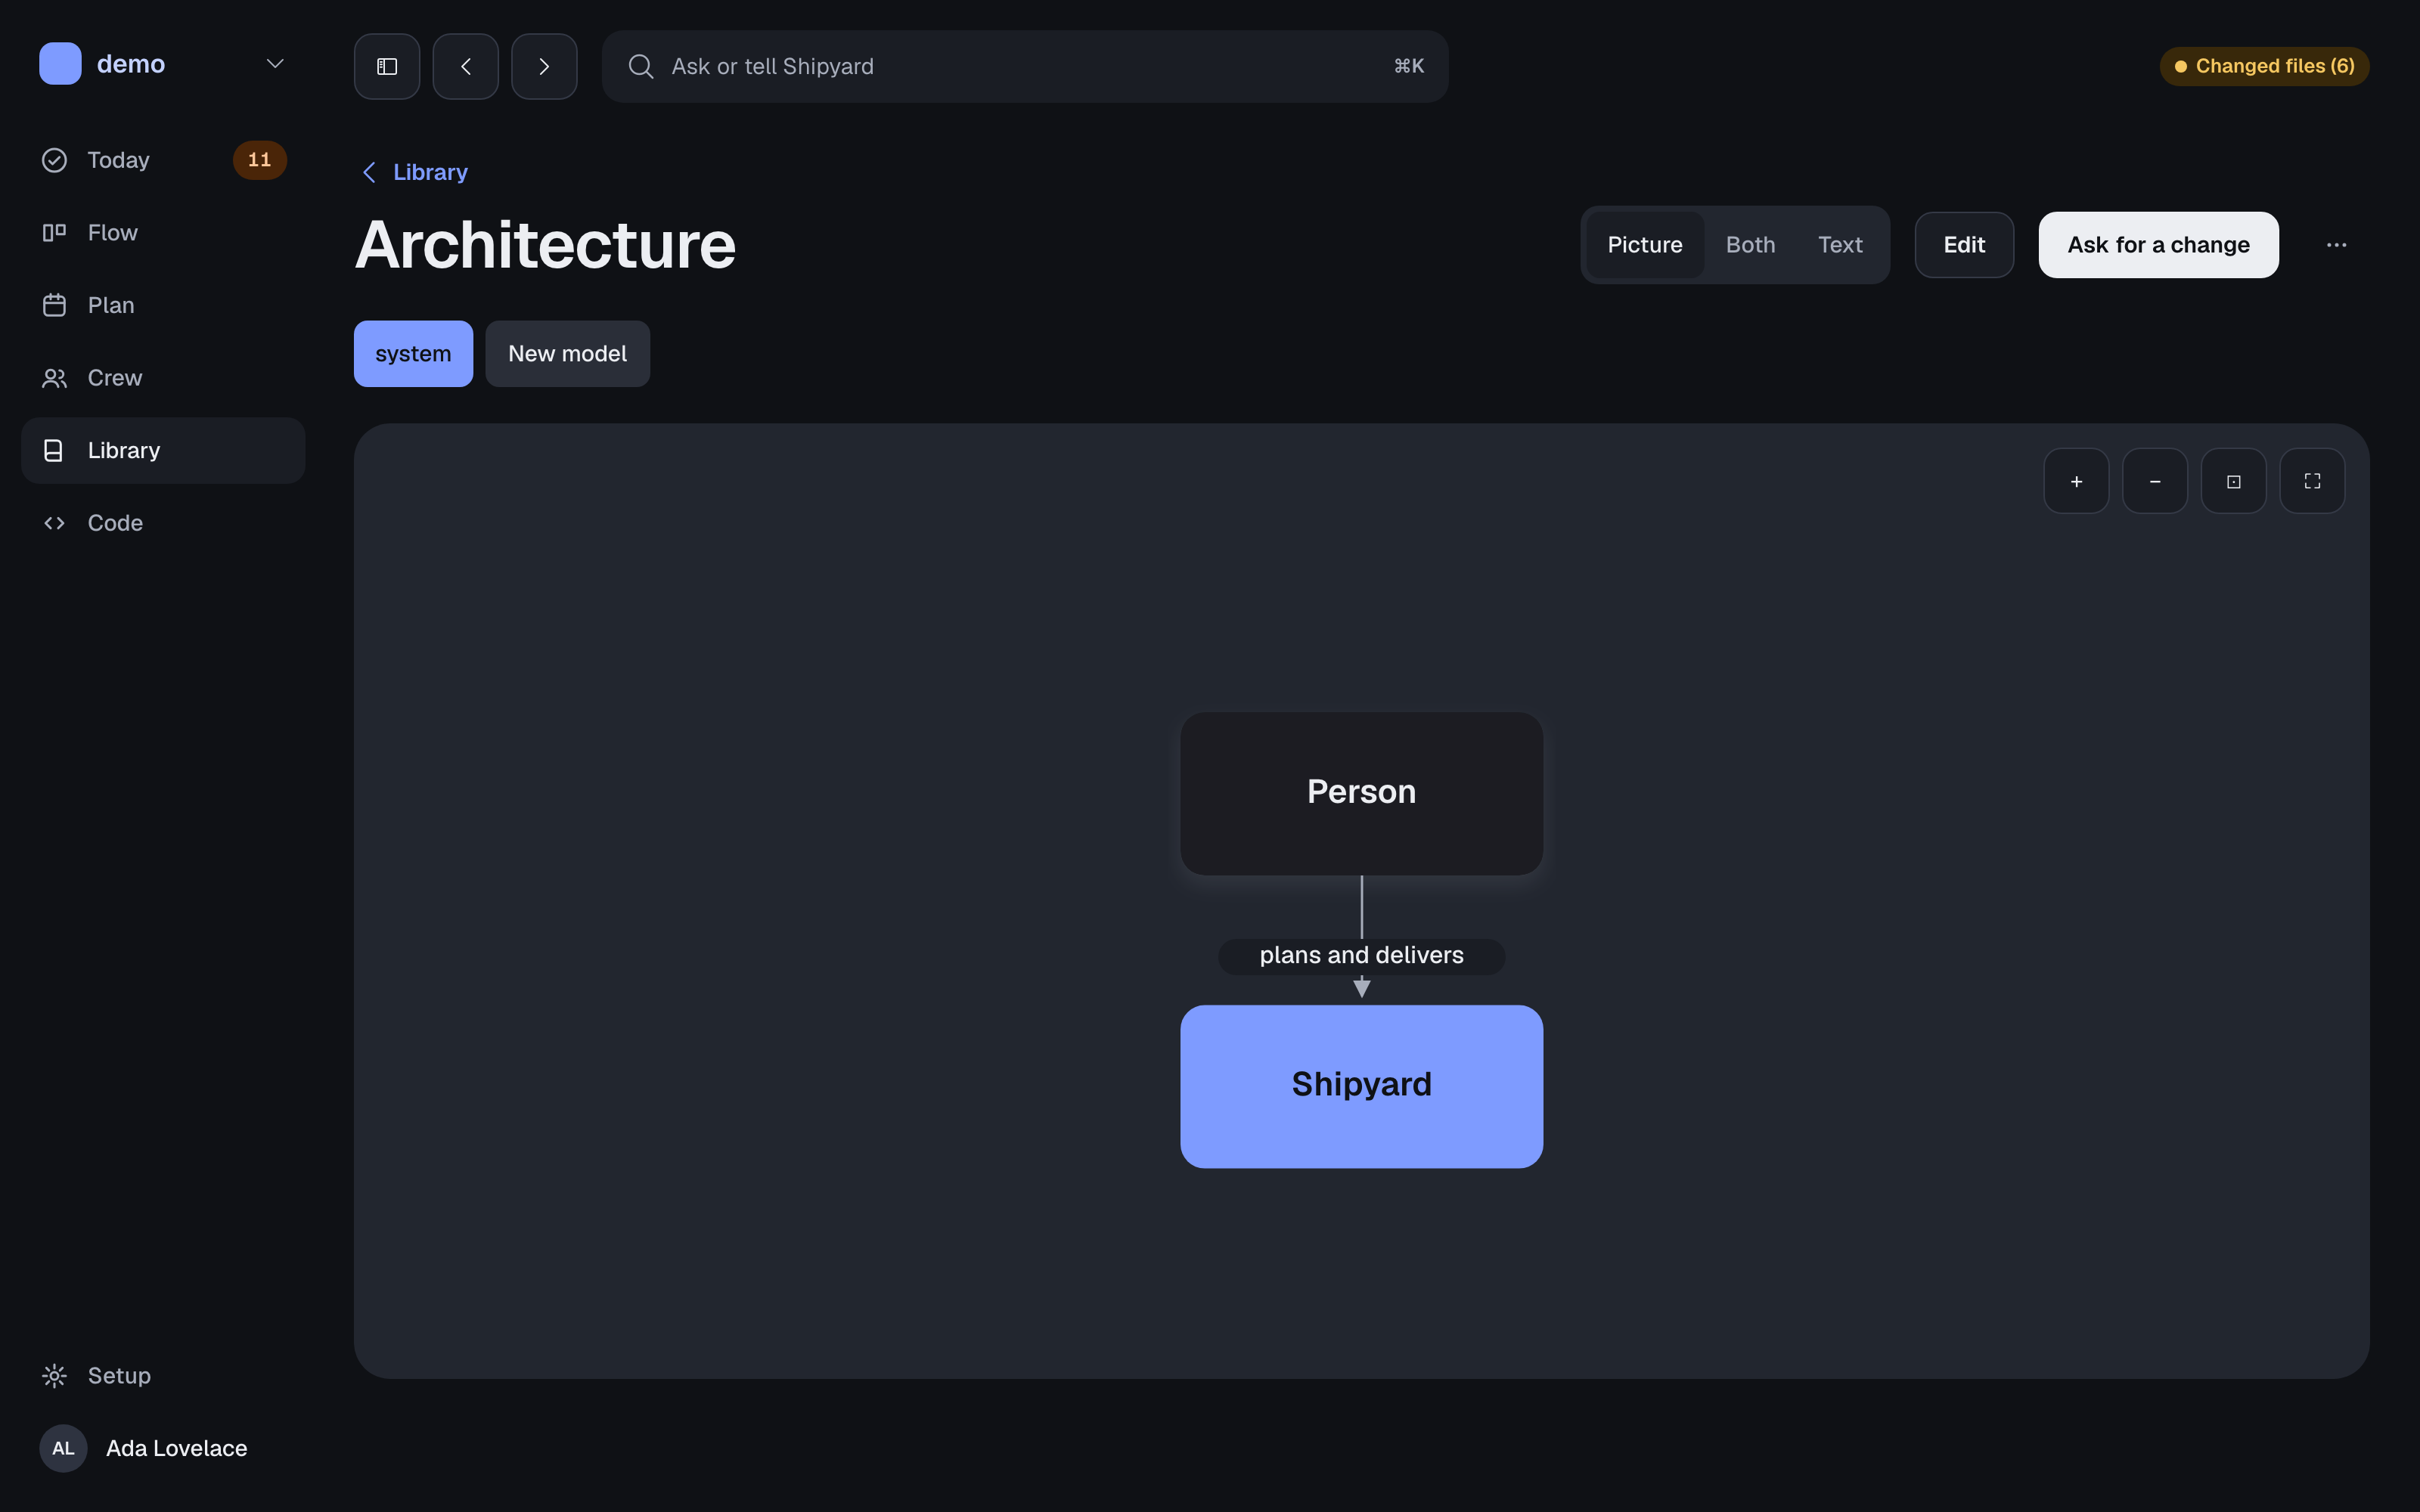 demo
Ask or tell Shipyard
⌘K
Changed files (6)
Today
11
Flow
Plan
Crew
Library
Code
Library
Architecture
Picture
Both
Text
Edit
Ask for a change
system
New model
Person
plans and delivers
Shipyard
Setup
AL
Ada Lovelace